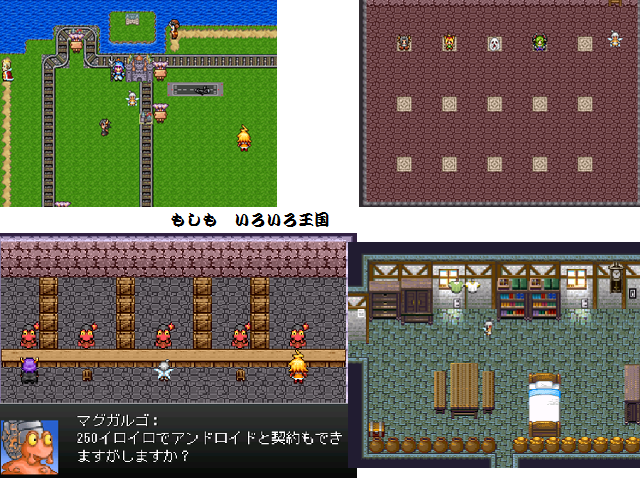 もしも　いろいろ王国
マグガルゴ：
250イロイロでアンドロイドと契約もでき
ますがしますか？